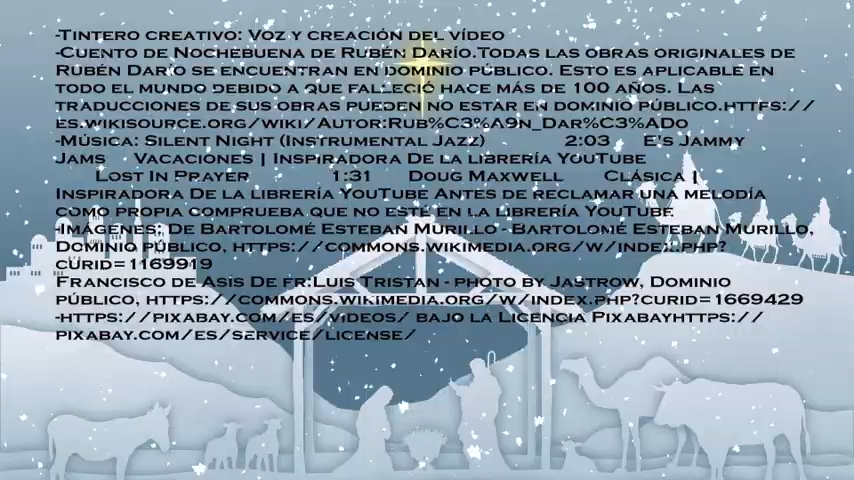 -Tintero creativo: Voz y creación del vídeo
-Cuento de Nochebuena de Rubén Darío.Todas las obras originales de
Rubén Darío se encuentran en dominio público. Esto es aplicable en
todo el mundo debido a que falleció hace más de 100 años. Las
traducciones de sus obras pueden no estar en dominio público.https://
es.wikisource.org/wiki/Autor:Rub%C3%A9n_Dar%C3%ADo
-Música: Silent Night (Instrumental Jazz) 2:03 E's Jammy
Jams Vacaciones | Inspiradora De la librería YouTube
Lost In Prayer 1:31 Doug Maxwell Clásica |
Inspiradora De la librería YouTube Antes de reclamar una melodía
como propia comprueba que no esté en la librería YouTube
-Imágenes: De Bartolomé Esteban Murillo - Bartolomé Esteban Murillo,
Dominio público, https://commons.wikimedia.org/w/index.php?
curid=1169919
Francisco de Asis De fr:Luis Tristan - photo by Jastrow, Dominio
público, https://commons.wikimedia.org/w/index.php?curid=1669429
-https://pixabay.com/es/videos/ bajo la Licencia Pixabayhttps://
pixabay.com/es/service/license/